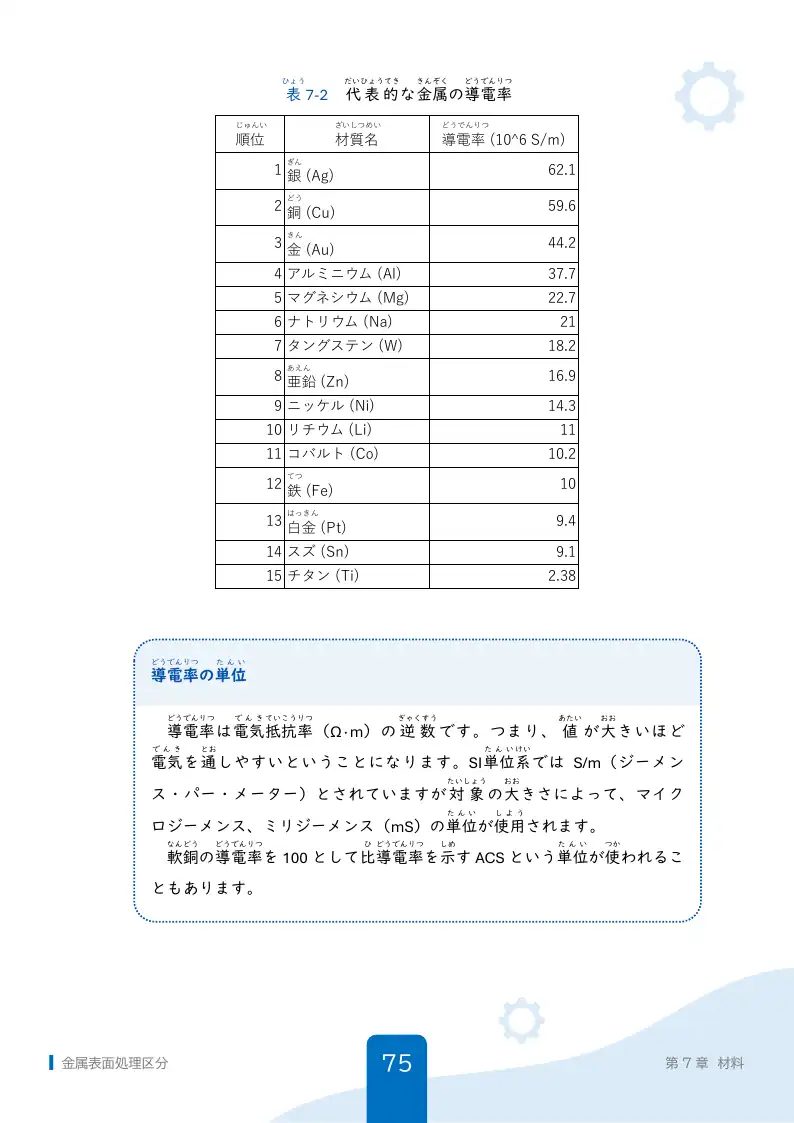 表 7-2　代表的な金属の導電率
順位 材質名 導電率 (10^6 S/m)
1 銀 (Ag) 62.1
2 銅 (Cu) 59.6
3 金 (Au) 44.2
4 アルミニウム (Al) 37.7
5 マグネシウム (Mg) 22.7
6 ナトリウム (Na) 21
7 タングステン (W) 18.2
8 亜鉛 (Zn) 16.9
9 ニッケル (Ni) 14.3
10 リチウム (Li) 11
11 コバルト (Co) 10.2
12 鉄 (Fe) 10
13 白金 (Pt) 9.4
14 スズ (Sn) 9.1
15 チタン (Ti) 2.38
導電率の単位
導電率は電気抵抗率（Ω·m）の逆数です。つまり、値が大きいほど
電気を通しやすいということになります。SI単位系では S/m（ジーメン
ス・パー・メーター）とされていますが対象の大きさによって、マイク
ロジーメンス、ミリジーメンス（mS）の単位が使用されます。
軟銅の導電率を 100 として比導電率を示す ACS という単位が使われるこ
ともあります。
金属表面処理区分
75
第 7 章 材料